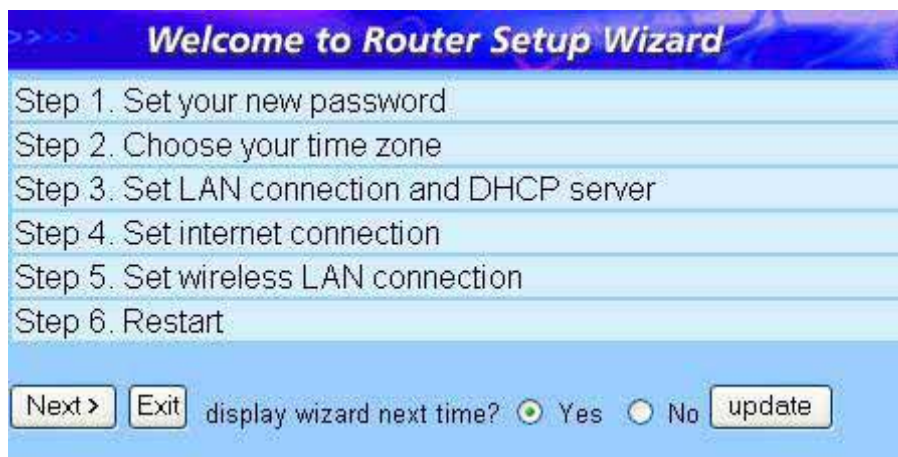 >>>>> Welcome to Router Setup Wizard
Step 1. Set your new password
Step 2. Choose your time zone
Step 3. Set LAN connection and DHCP server
Step 4. Set internet connection
Step 5. Set wireless LAN connection
Step 6. Restart
Next > Exit display wizard next time? Yes No update